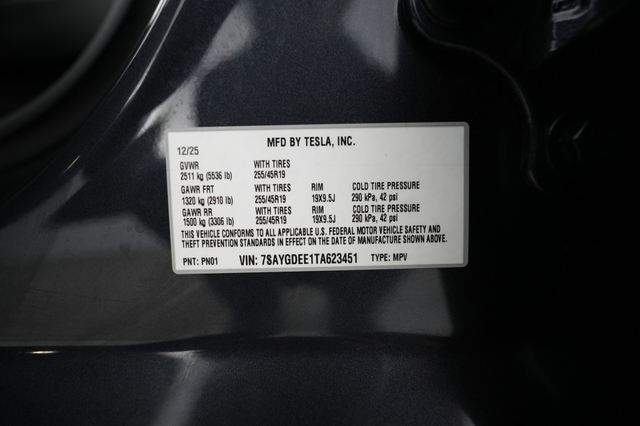 MFD BY TESLA, INC.
12/25
GVWR WITH TIRES
2511 kg (5536 lb) 255/45R19
GAWR FRT WITH TIRES RIM COLD TIRE PRESSURE
1320 kg (2910 lb) 255/45R19 19X9.5J 290 kPa, 42 psi
GAWR RR WITH TIRES RIM COLD TIRE PRESSURE
1500 kg (3306 lb) 255/45R19 19X9.5J 290 kPa, 42 psi
THIS VEHICLE CONFORMS TO ALL APPLICABLE U.S. FEDERAL MOTOR VEHICLE SAFETY AND
THEFT PREVENTION STANDARDS IN EFFECT ON THE DATE OF MANUFACTURE SHOWN ABOVE.
PNT: PN01 VIN: 7SAYGDEE1TA623451 TYPE: MPV